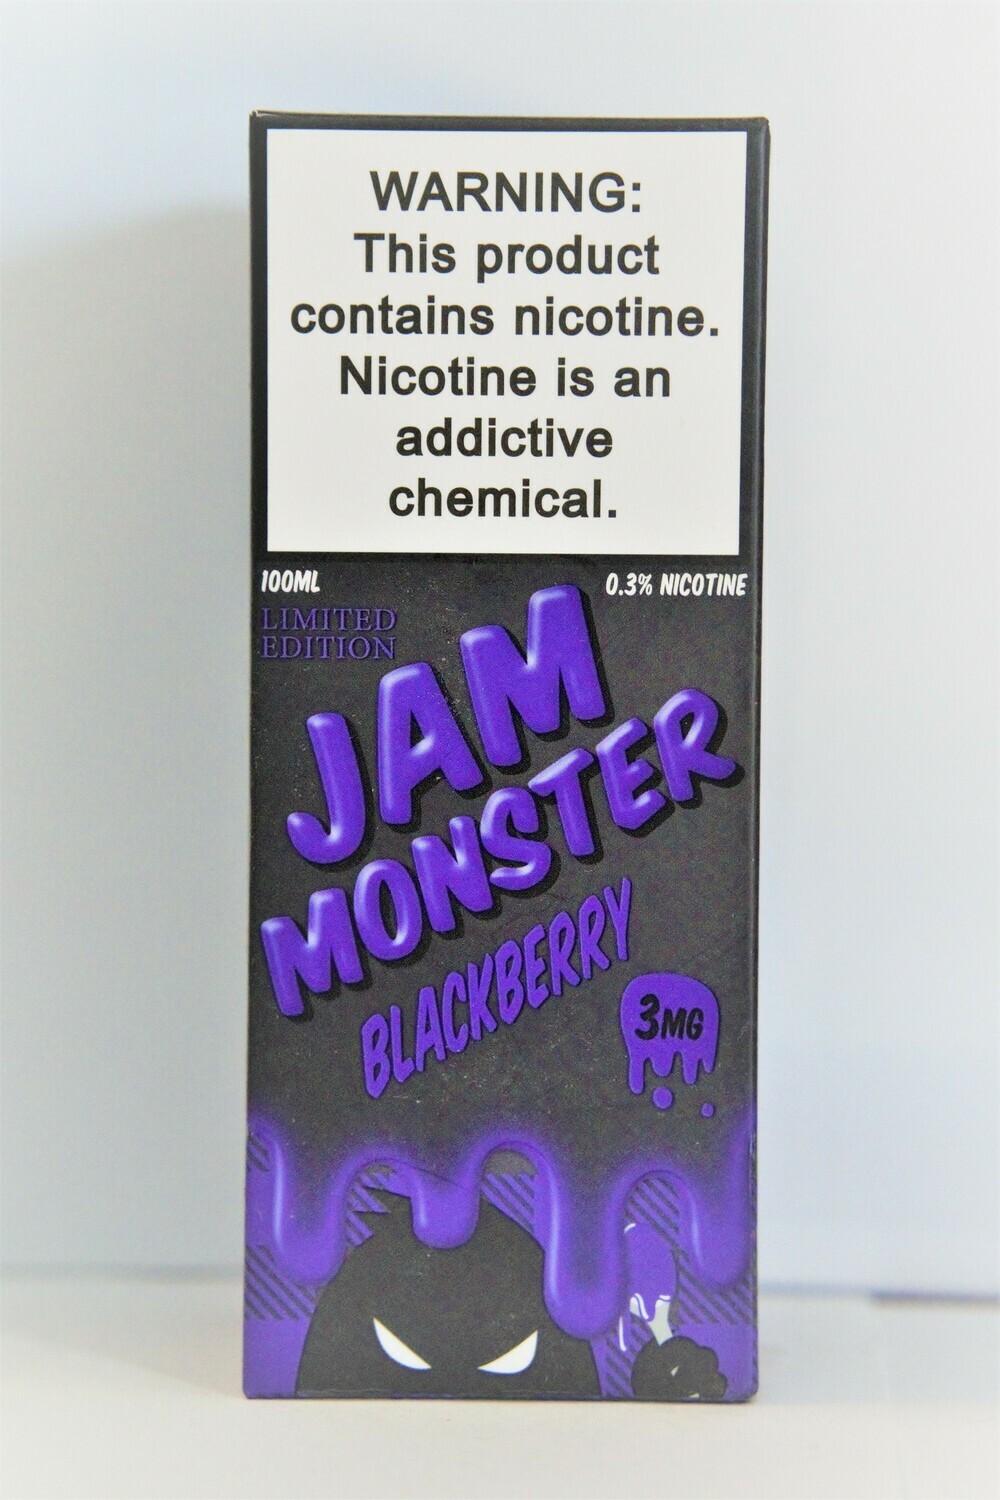 WARNING:
This product
contains nicotine.
Nicotine is an
addictive
chemical.
100ML
0.3% NICOTINE
LIMITED
EDITION
JAM
MONSTER
BLACKBERRY
3MG